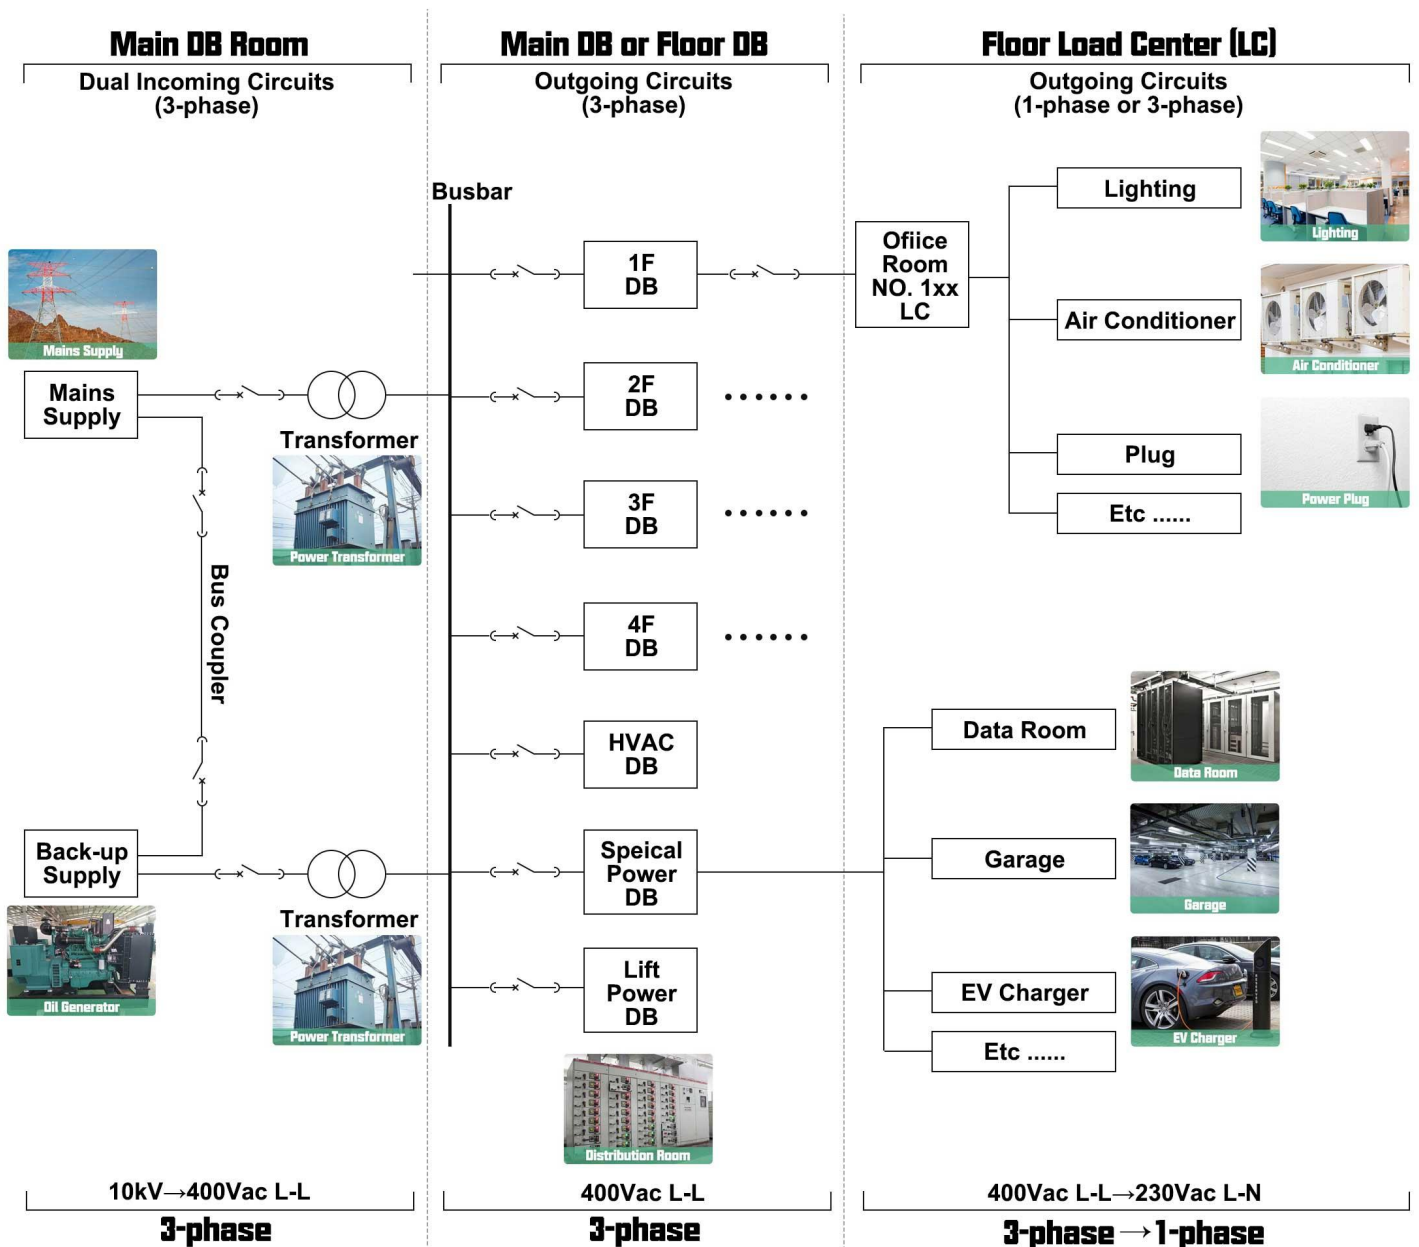 Main DB Room
Dual Incoming Circuits
(3-phase)
Main DB or Floor DB
Outgoing Circuits
(3-phase)
Floor Load Center (LC)
Outgoing Circuits
(1-phase or 3-phase)
Busbar
Mains Supply
Mains
Supply
Transformer
Power Transformer
Bus Coupler
Back-up
Supply
Oil Generator
Transformer
Power Transformer
1F
DB
2F
DB
3F
DB
4F
DB
HVAC
DB
Speical
Power
DB
Lift
Power
DB
Distribution Room
Ofiice
Room
NO. 1xx
LC
Lighting
Lighting
Air Conditioner
Air Conditioner
Plug
Power Plug
Etc ......
Data Room
Data Room
Garage
Garage
EV Charger
EV Charger
Etc ......
10kV→400Vac L-L
3-phase
400Vac L-L
3-phase
400Vac L-L→230Vac L-N
3-phase→1-phase